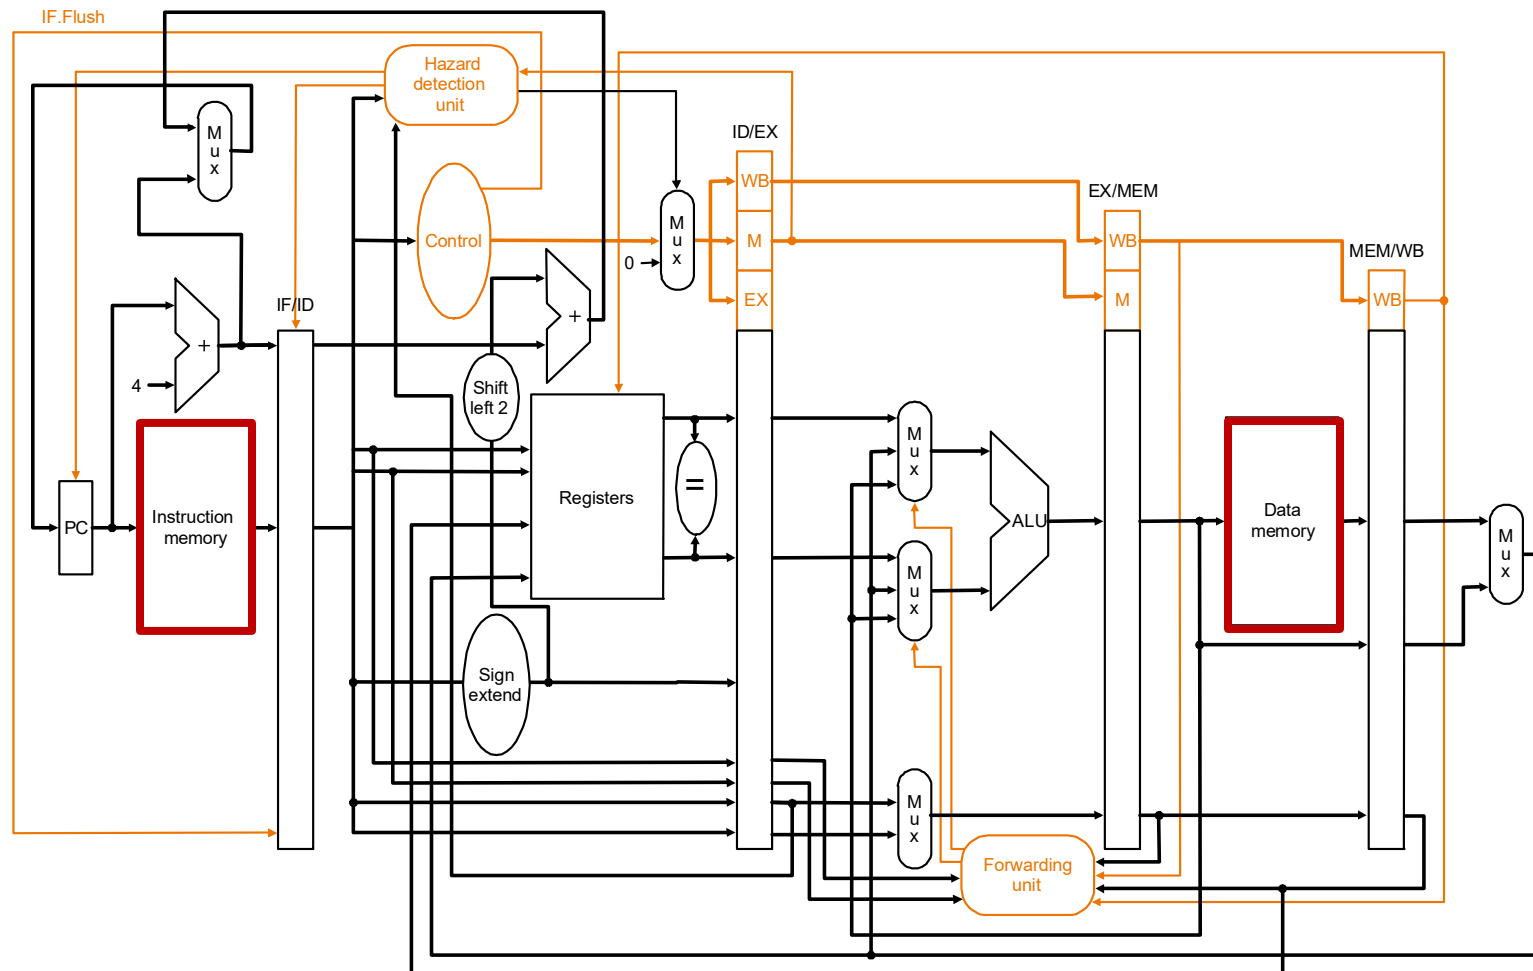 IF.Flush
Hazard
detection
unit
M
u
x
ID/EX
WB
EX/MEM
Control
M
u
x
0
M
WB
MEM/WB
IF/ID
EX
M
WB
+
+
4
Shift
left 2
M
u
x
Instruction
memory
PC
Registers
=
ALU
Data
memory
M
u
x
M
u
x
Sign
extend
M
u
x
Forwarding
unit